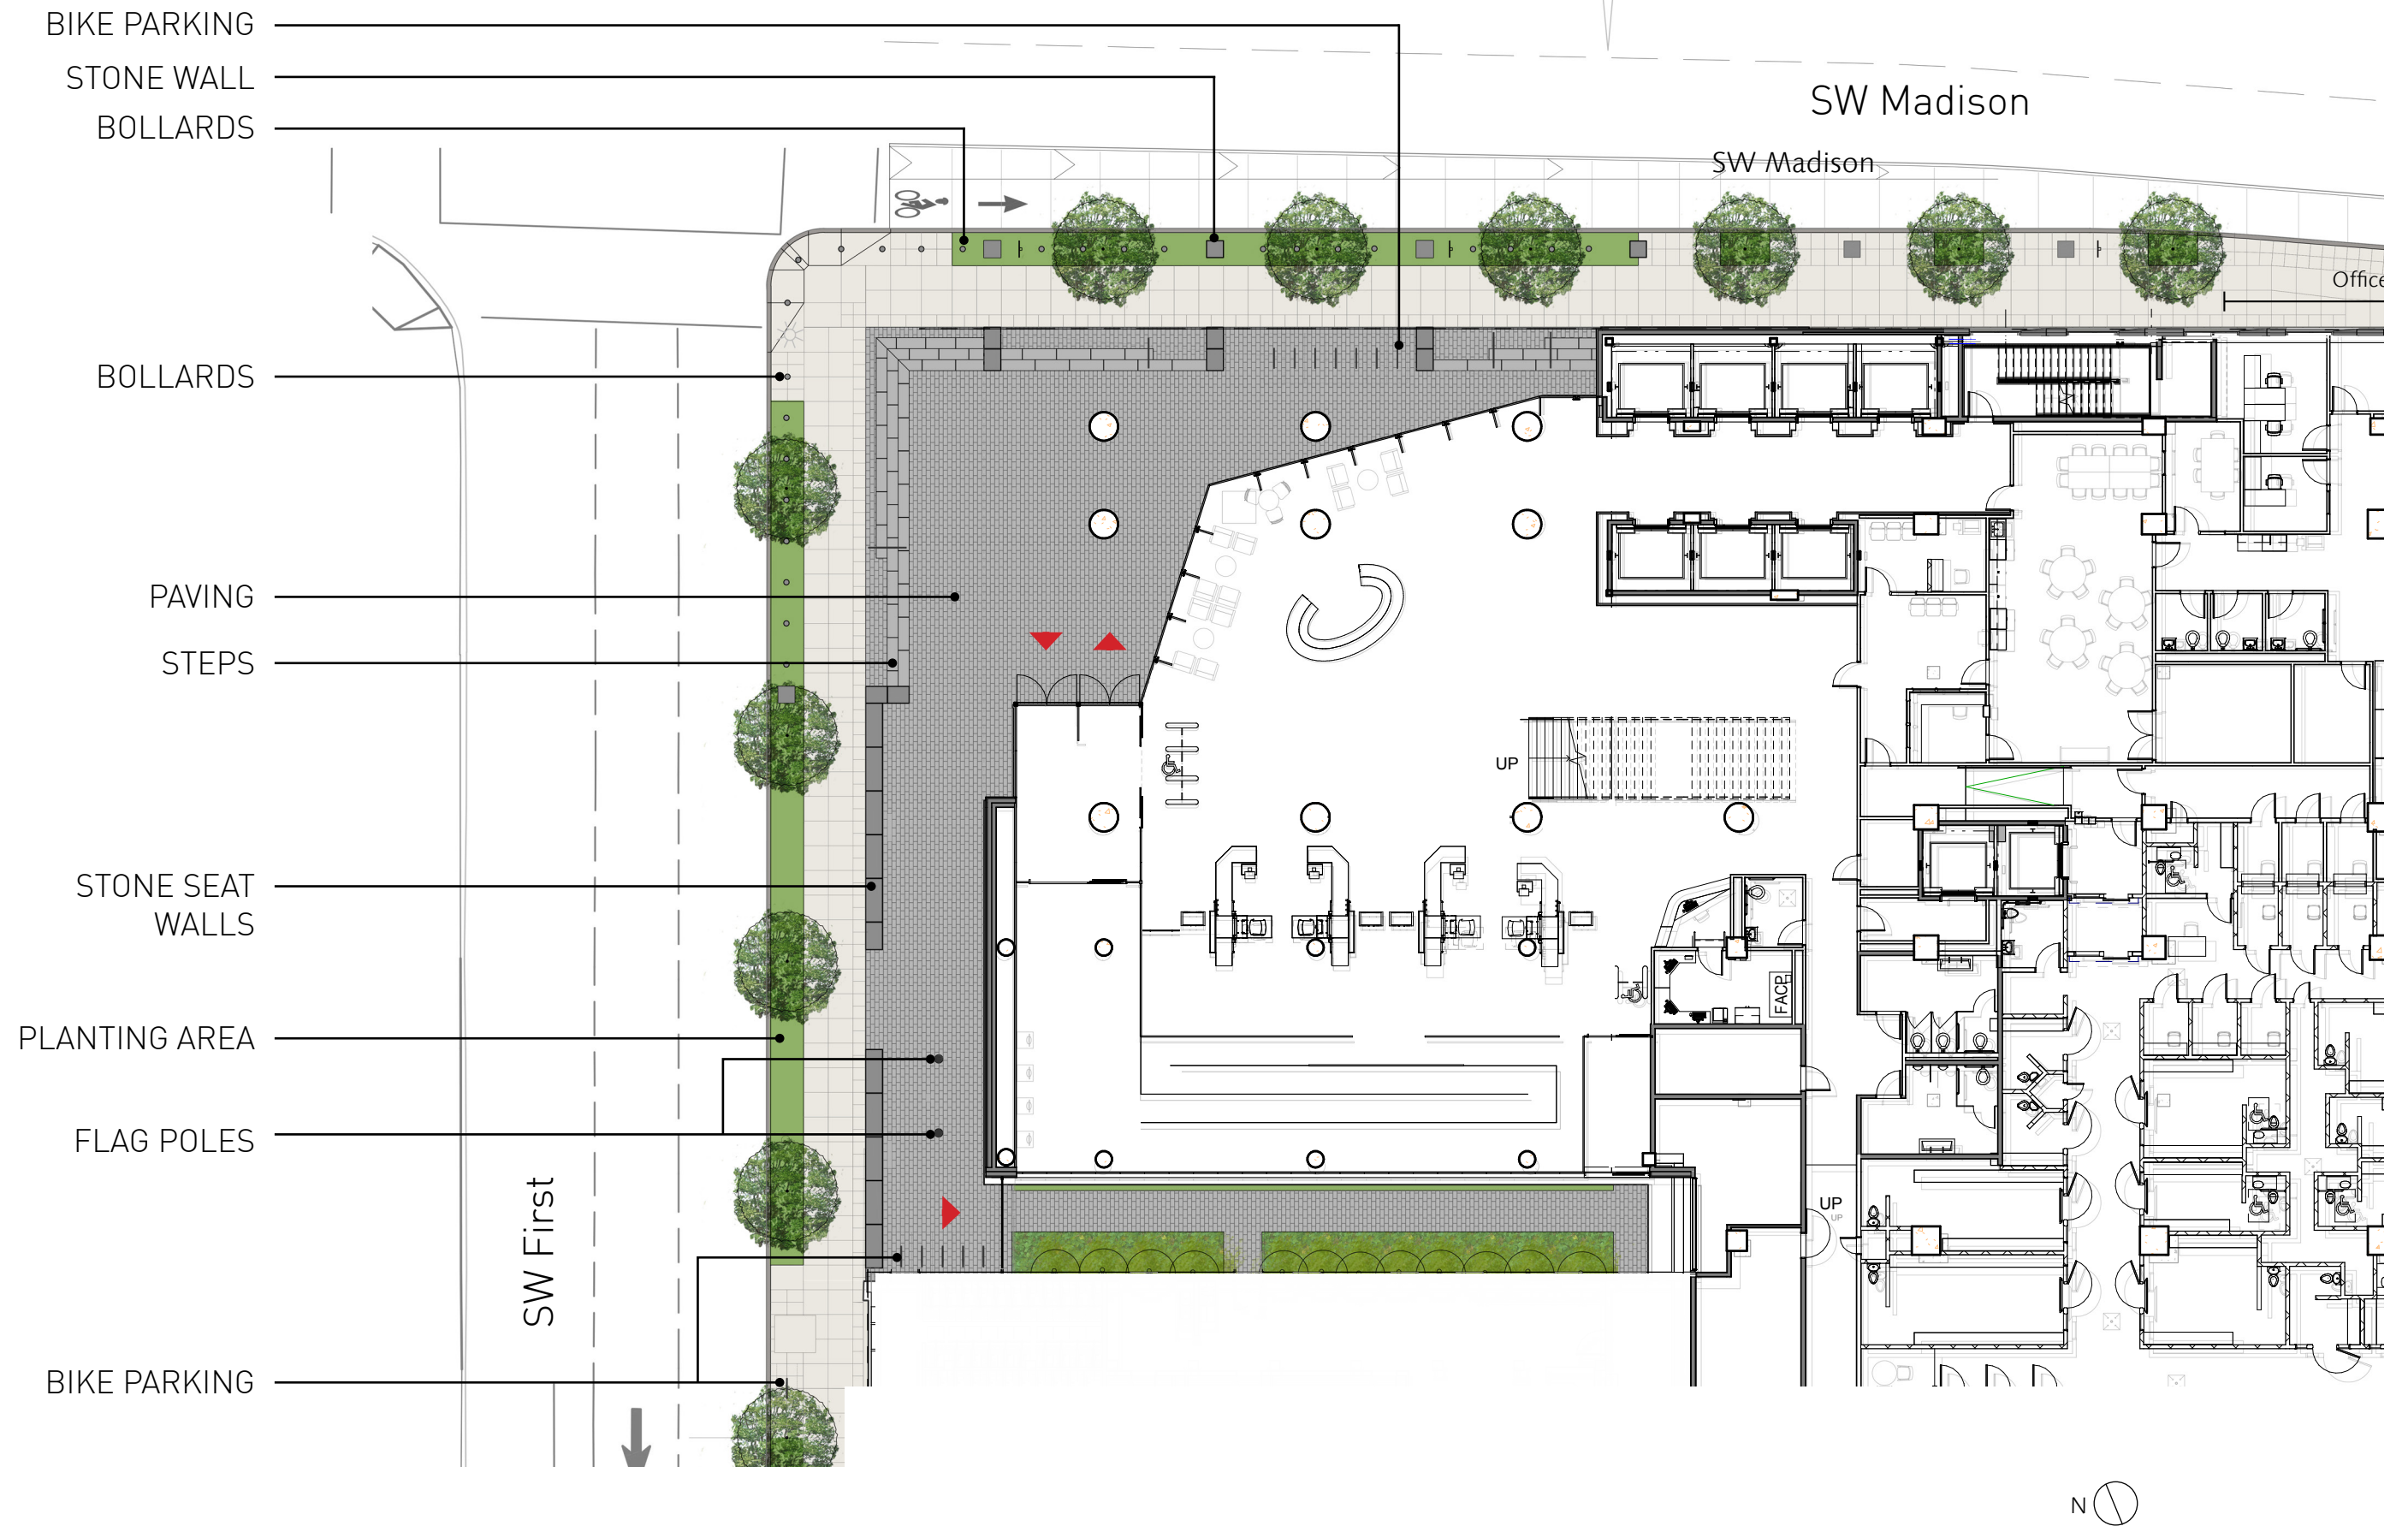 BIKE PARKING
STONE WALL
BOLLARDS
SW Madison
SW Madison
Office
BOLLARDS
PAVING
STEPS
UP
STONE SEAT
WALLS
FACP
PLANTING AREA
FLAG POLES
SW First
UP
UP
BIKE PARKING
N